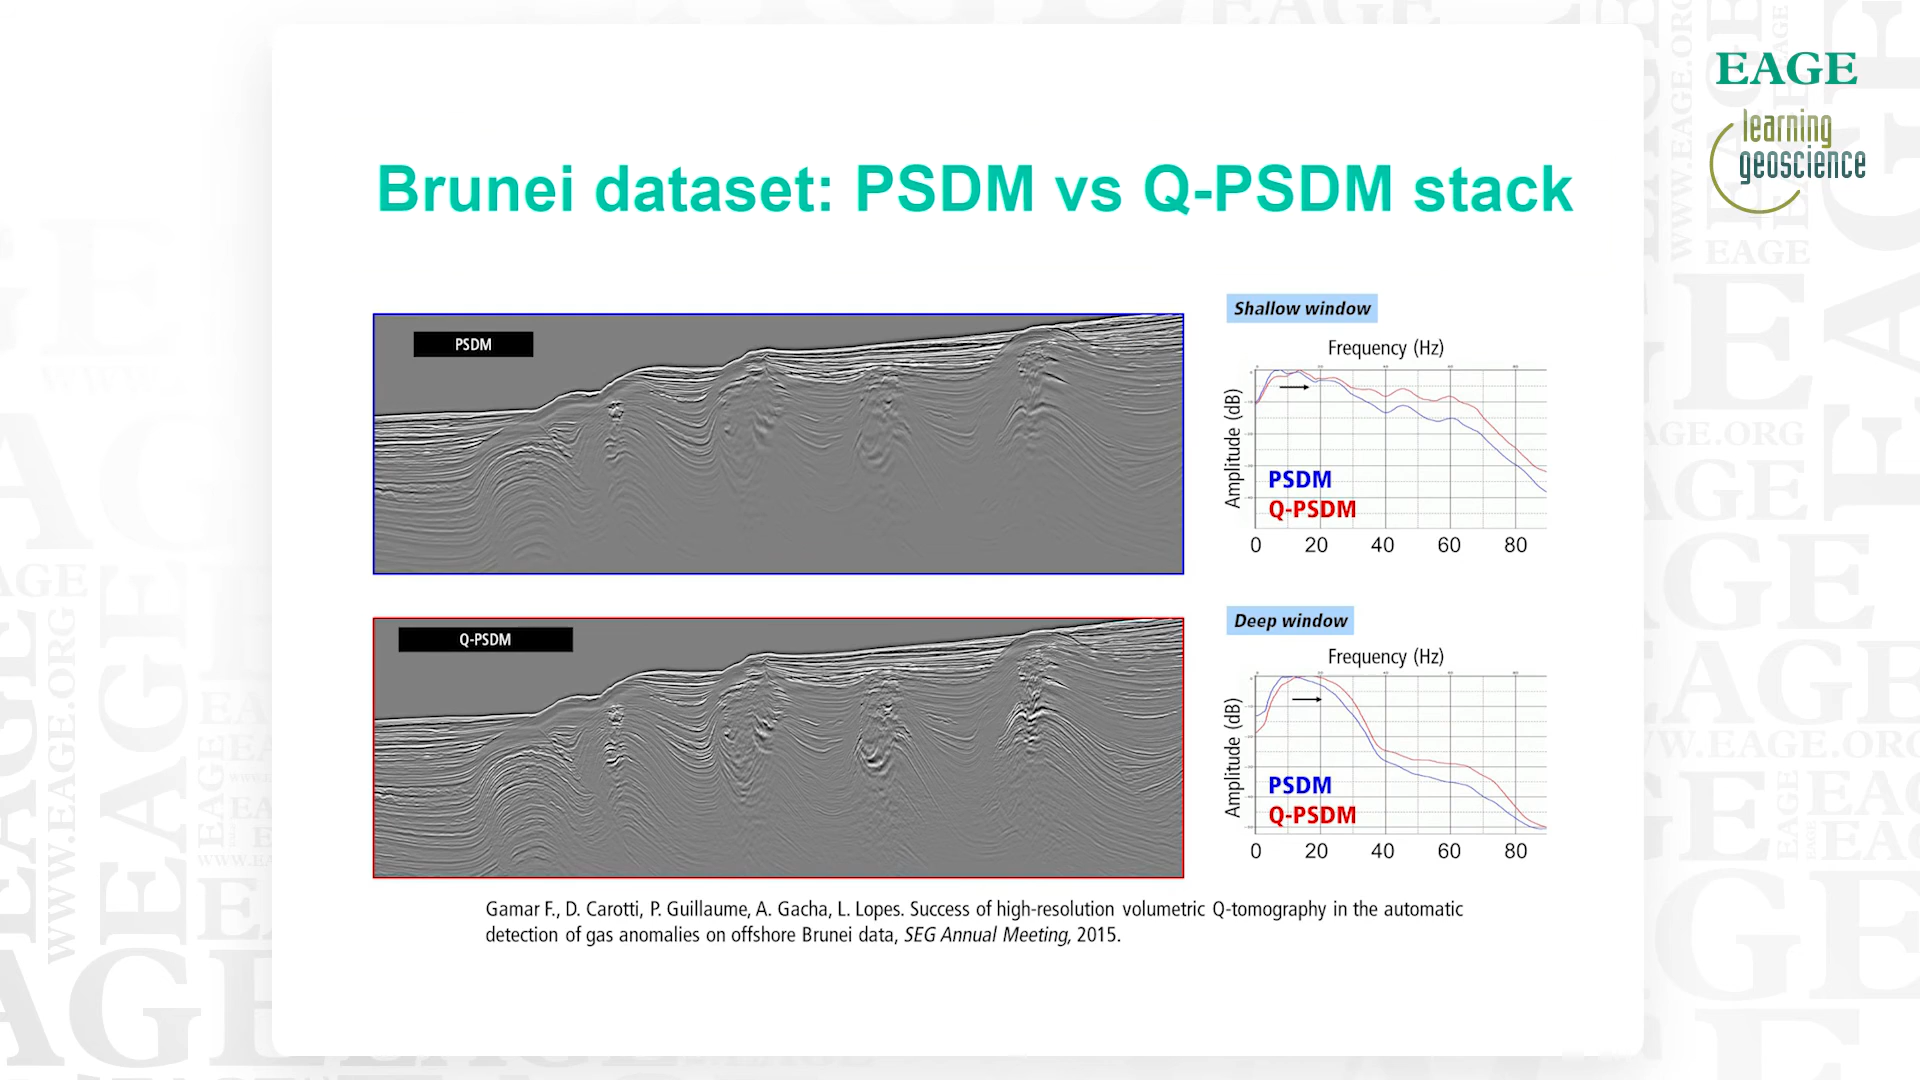 EAGE
learning
geoscience
Brunei dataset: PSDM vs Q-PSDM stack
PSDM
Shallow window
Frequency (Hz)
Amplitude (dB)
PSDM
Q-PSDM
0 20 40 60 80
Q-PSDM
Deep window
Frequency (Hz)
Amplitude (dB)
PSDM
Q-PSDM
0 20 40 60 80
Gamar F., D. Carotti, P. Guillaume, A. Gacha, L. Lopes. Success of high-resolution volumetric Q-tomography in the automatic
detection of gas anomalies on offshore Brunei data, SEG Annual Meeting, 2015.